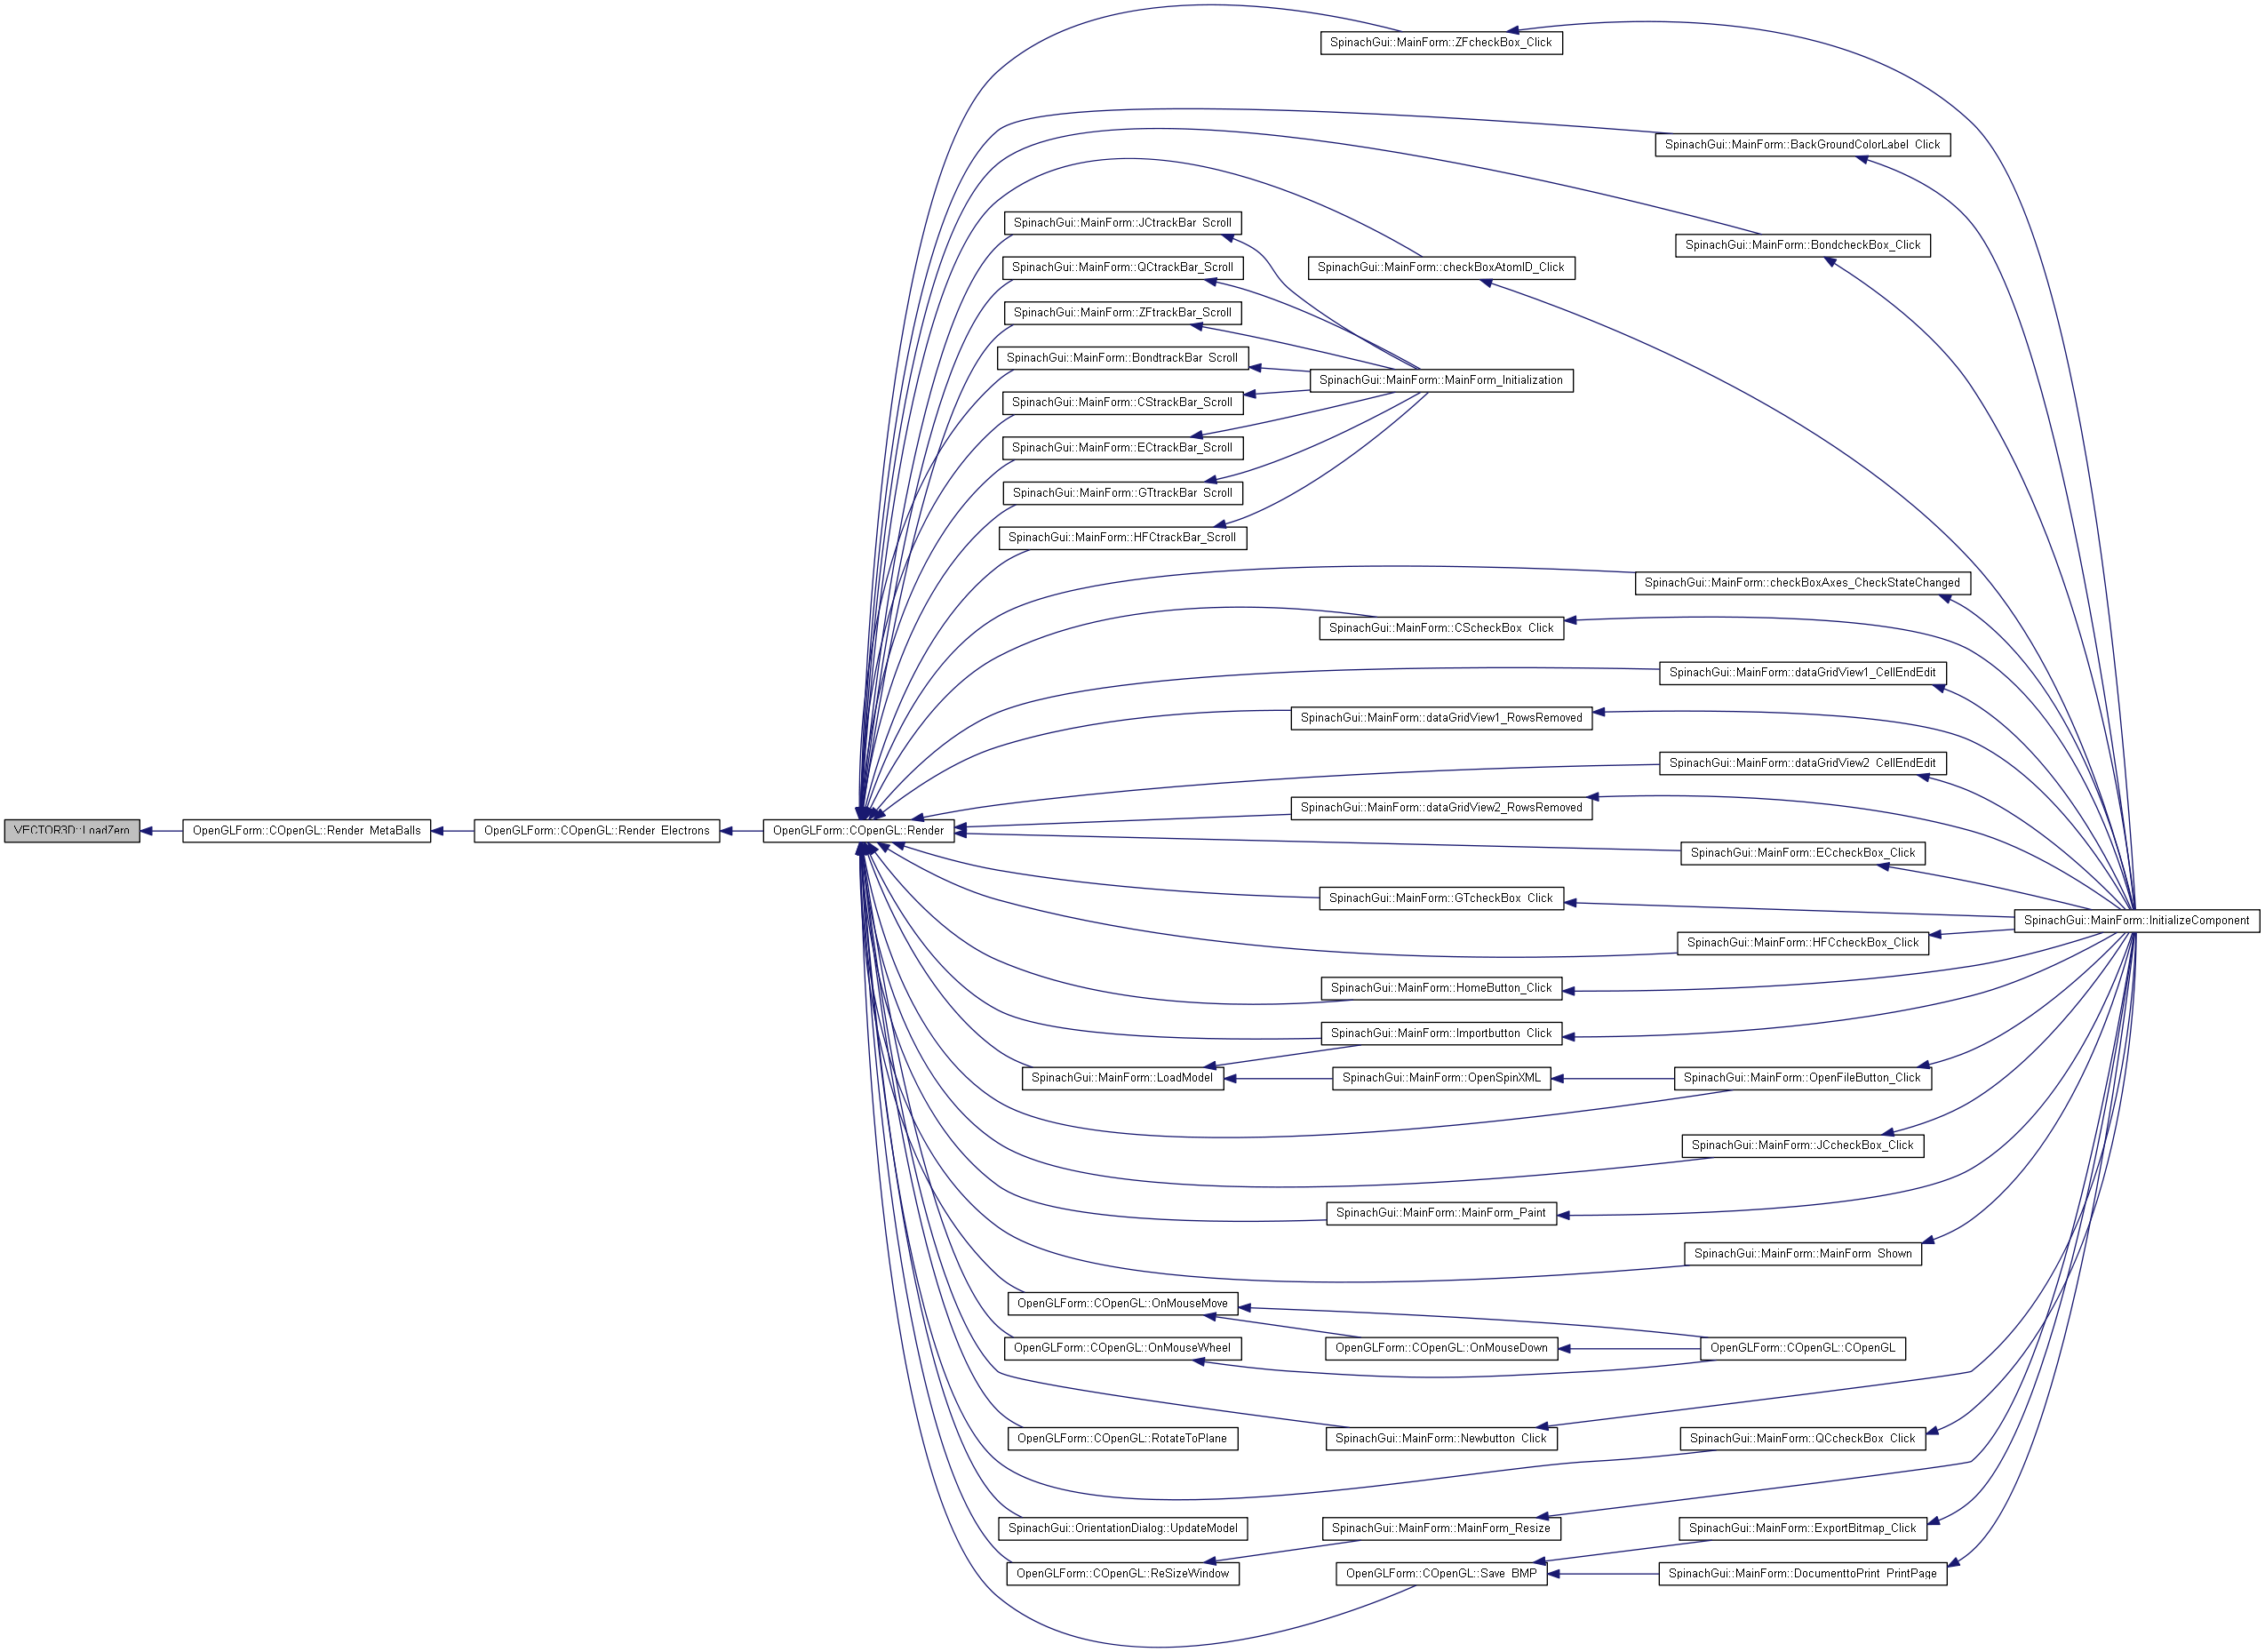 SpinachGui::MainForm::ZFcheckBox_Click
SpinachGui::MainForm::BackGroundColorLabel_Click
SpinachGui::MainForm::JCtrackBar_Scroll
SpinachGui::MainForm::BondcheckBox_Click
SpinachGui::MainForm::QCtrackBar_Scroll
SpinachGui::MainForm::checkBoxAtomID_Click
SpinachGui::MainForm::ZFtrackBar_Scroll
SpinachGui::MainForm::BondtrackBar_Scroll
SpinachGui::MainForm::MainForm_Initialization
SpinachGui::MainForm::CStrackBar_Scroll
SpinachGui::MainForm::ECtrackBar_Scroll
SpinachGui::MainForm::GTtrackBar_Scroll
SpinachGui::MainForm::HFCtrackBar_Scroll
SpinachGui::MainForm::checkBoxAxes_CheckStateChanged
SpinachGui::MainForm::CScheckBox_Click
SpinachGui::MainForm::dataGridView1_CellEndEdit
SpinachGui::MainForm::dataGridView1_RowsRemoved
SpinachGui::MainForm::dataGridView2_CellEndEdit
SpinachGui::MainForm::dataGridView2_RowsRemoved
VECTOR3D::LoadZero
OpenGLForm::COpenGL::Render_MetaBalls
OpenGLForm::COpenGL::Render_Electrons
OpenGLForm::COpenGL::Render
SpinachGui::MainForm::ECcheckBox_Click
SpinachGui::MainForm::GTcheckBox_Click
SpinachGui::MainForm::InitializeComponent
SpinachGui::MainForm::HFCcheckBox_Click
SpinachGui::MainForm::HomeButton_Click
SpinachGui::MainForm::Importbutton_Click
SpinachGui::MainForm::LoadModel
SpinachGui::MainForm::OpenSpinXML
SpinachGui::MainForm::OpenFileButton_Click
SpinachGui::MainForm::JCcheckBox_Click
SpinachGui::MainForm::MainForm_Paint
SpinachGui::MainForm::MainForm_Shown
OpenGLForm::COpenGL::OnMouseMove
OpenGLForm::COpenGL::OnMouseWheel
OpenGLForm::COpenGL::OnMouseDown
OpenGLForm::COpenGL::COpenGL
OpenGLForm::COpenGL::RotateToPlane
SpinachGui::MainForm::Newbutton_Click
SpinachGui::MainForm::QCcheckBox_Click
SpinachGui::OrientationDialog::UpdateModel
SpinachGui::MainForm::MainForm_Resize
SpinachGui::MainForm::ExportBitmap_Click
OpenGLForm::COpenGL::ReSizeWindow
OpenGLForm::COpenGL::Save_BMP
SpinachGui::MainForm::DocumenttoPrint_PrintPage